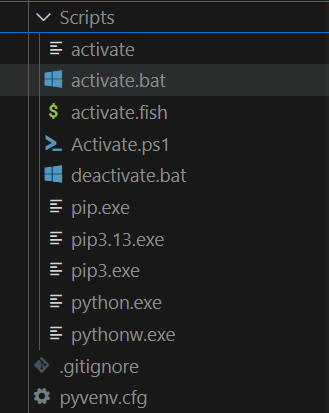 Scripts
activate
activate.bat
activate.fish
Activate.ps1
deactivate.bat
pip.exe
pip3.13.exe
pip3.exe
python.exe
pythonw.exe
.gitignore
pyvenv.cfg